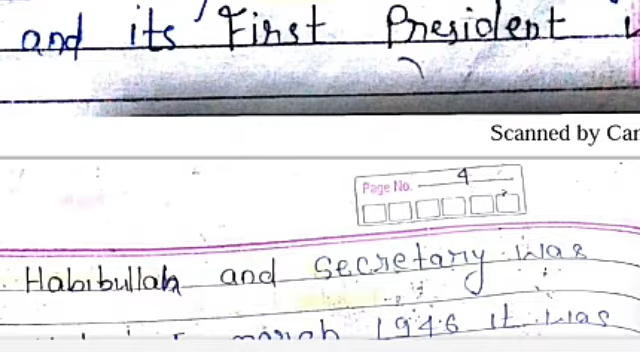 and its First President
Scanned by Car
Page No. 4
Habibullah and Secretary was
march 1946 it was